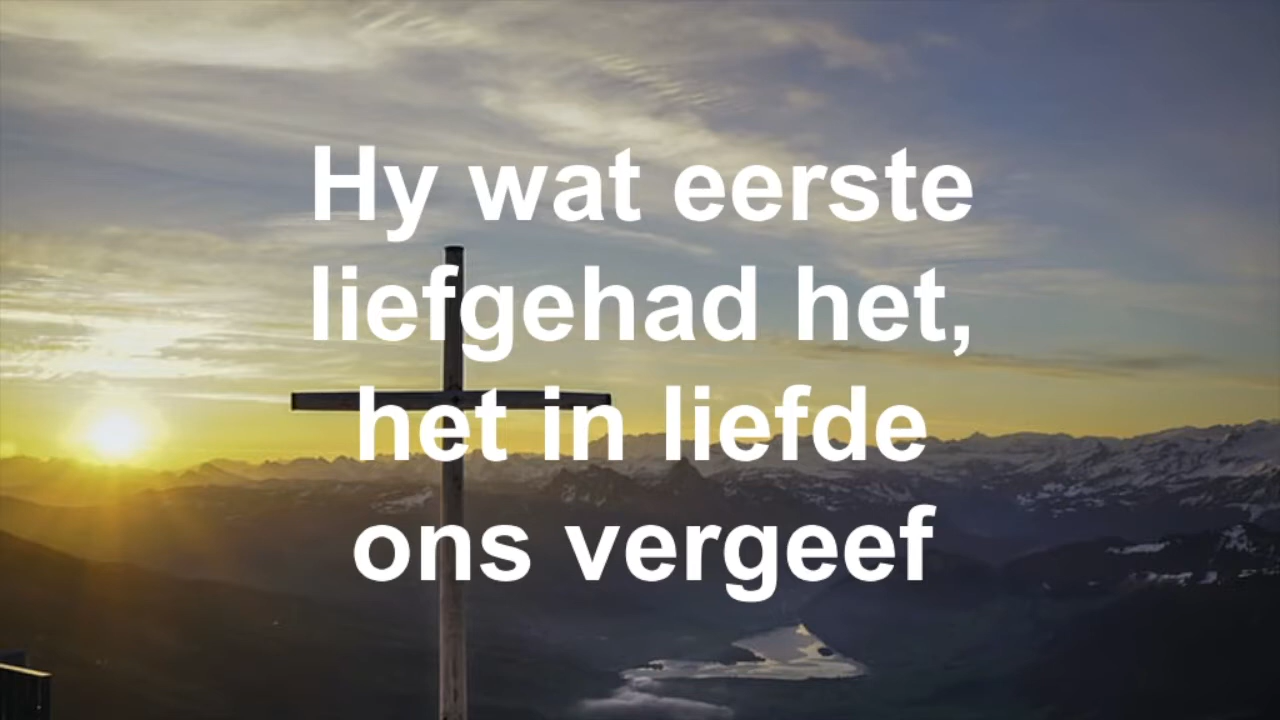 Hy wat eerste
liefgehad het,
het in liefde
ons vergeef